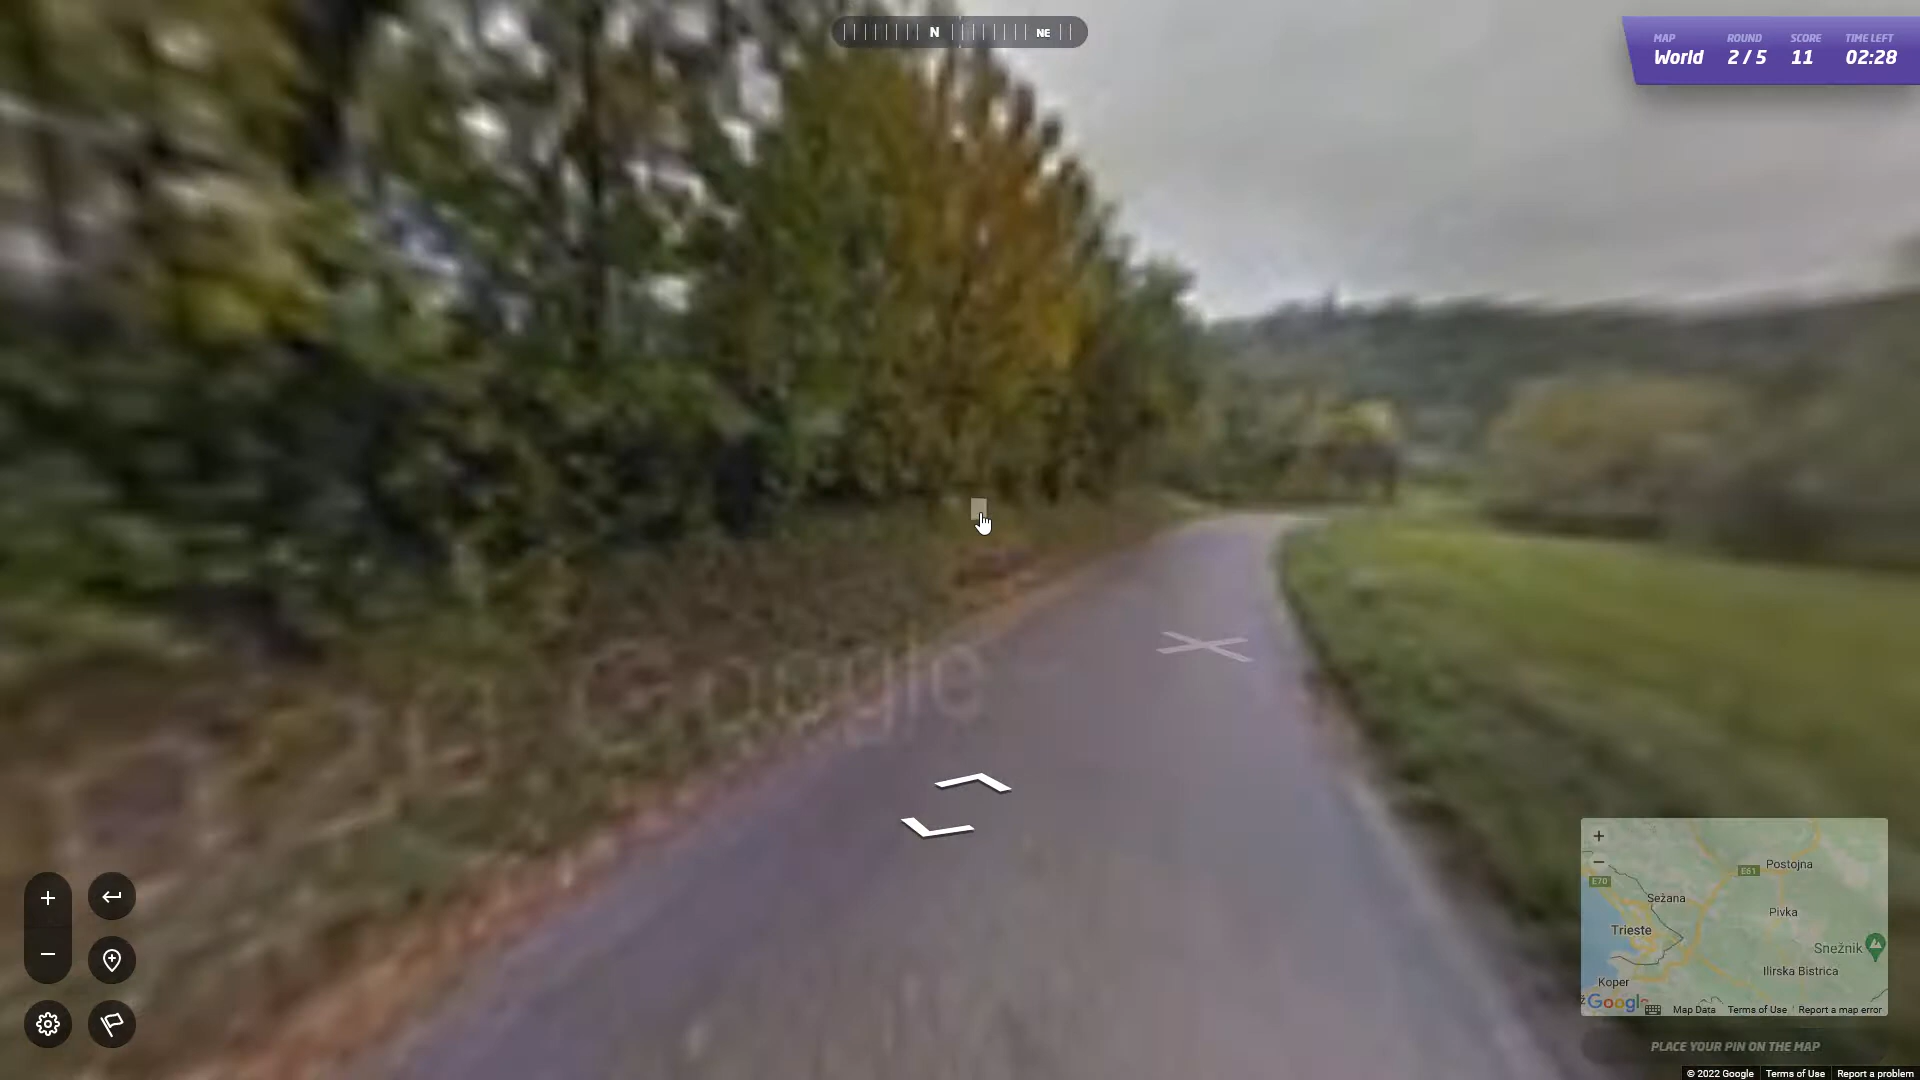 N
NE
MAP
World
ROUND
2 / 5
SCORE
11
TIME LEFT
02:28
Google
Postojna
E61
E70
Sežana
Pivka
Trieste
Snežnik
Ilirska Bistrica
Koper
Google
Map Data
Terms of Use
Report a map error
PLACE YOUR PIN ON THE MAP
© 2022 Google
Terms of Use
Report a problem